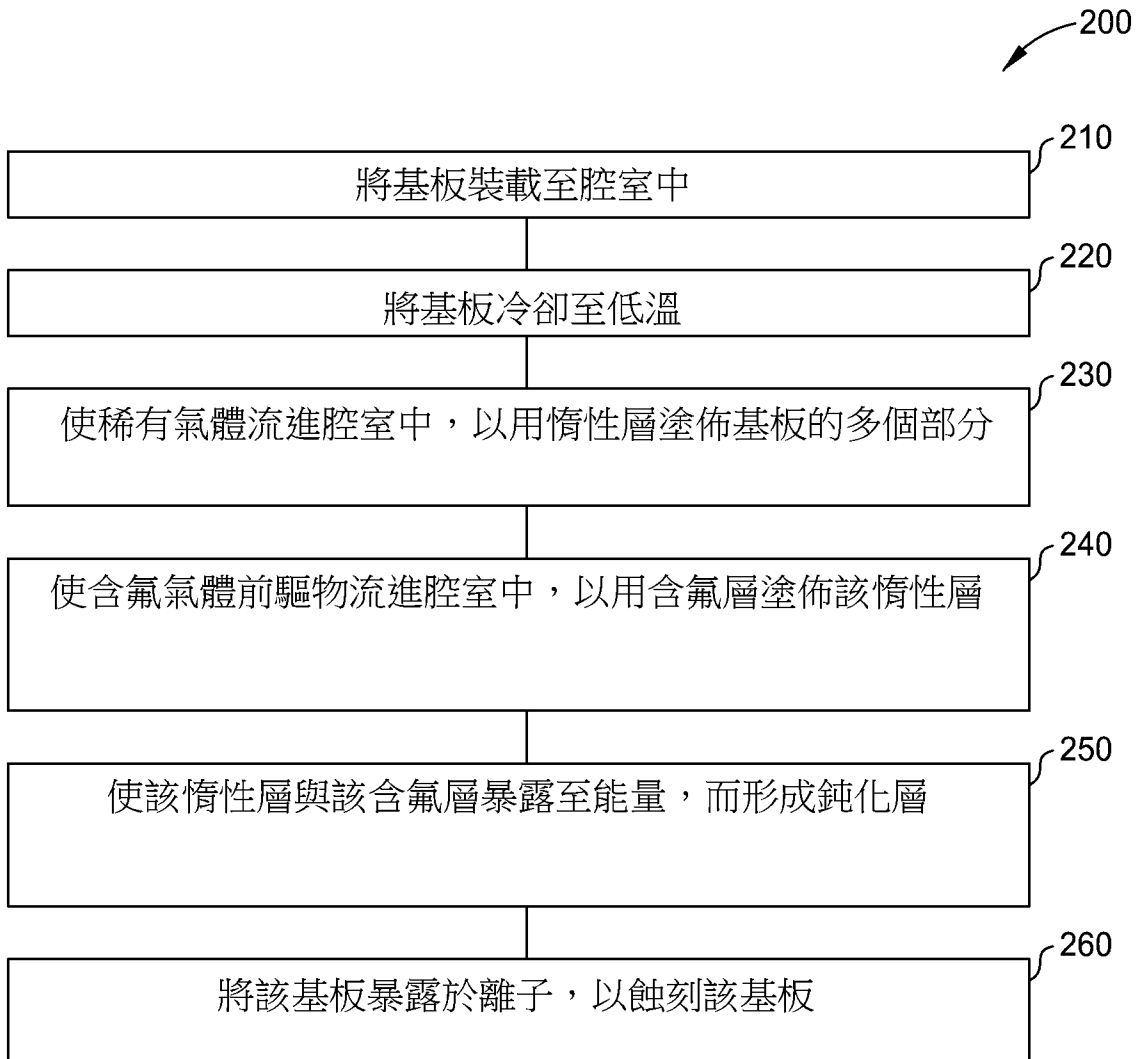 200
210
將基板裝載至腔室中
220
將基板冷卻至低溫
230
使稀有氣體流進腔室中，以用惰性層塗佈基板的多個部分
240
使含氟氣體前驅物流進腔室中，以用含氟層塗佈該惰性層
250
使該惰性層與該含氟層暴露至能量，而形成鈍化層
260
將該基板暴露於離子，以蝕刻該基板